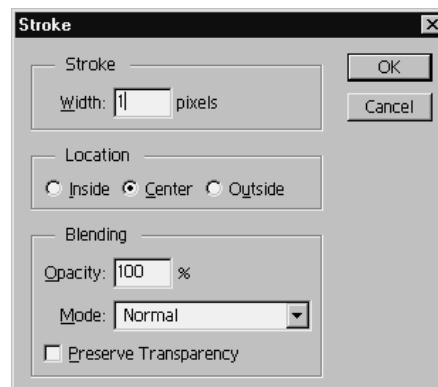 Stroke
Stroke
OK
Width: 1 pixels
Cancel
Location
Inside Center Outside
Blending
Opacity: 100 %
Mode: Normal
Preserve Transparency